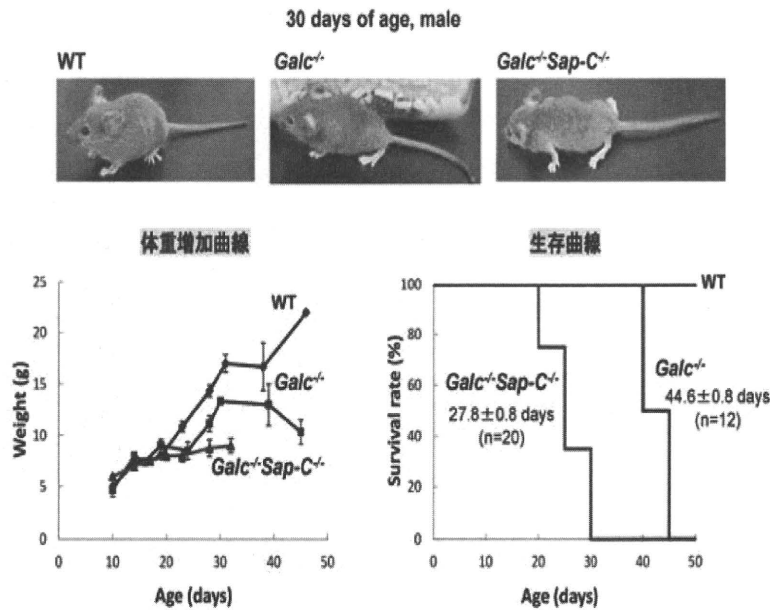 30 days of age, male
WT
Galc⁻/⁻
Galc⁻/⁻Sap-C⁻/⁻
体重増加曲線
25
20
15
10
5
0
Weight (g)
WT
Galc⁻/⁻
Galc⁻/⁻Sap-C⁻/⁻
0 10 20 30 40 50
Age (days)
生存曲線
100
80
60
40
20
0
Survival rate (%)
WT
Galc⁻/⁻Sap-C⁻/⁻
27.8±0.8 days
(n=20)
Galc⁻/⁻
44.6±0.8 days
(n=12)
0 10 20 30 40 50
Age (days)